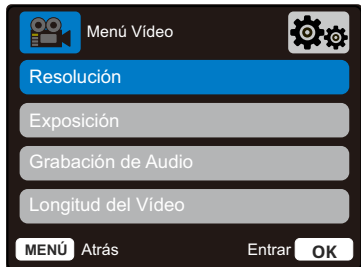 Menú Vídeo
Resolución
Exposición
Grabación de Audio
Longitud del Vídeo
MENÚ Atrás Entrar OK